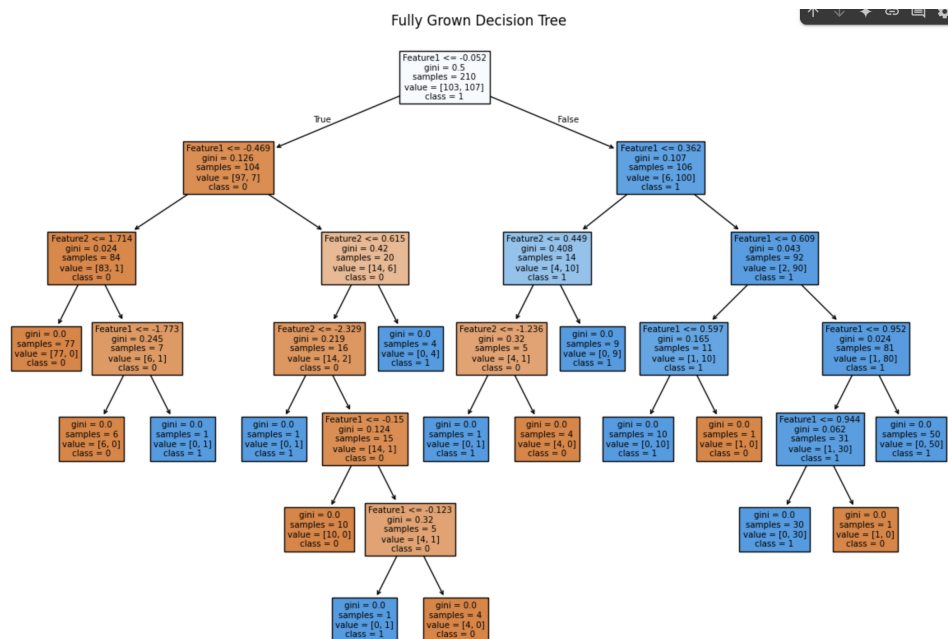 Fully Grown Decision Tree
Feature1 <= -0.052
gini = 0.5
samples = 210
value = [103, 107]
class = 1
True
False
Feature1 <= -0.469
gini = 0.126
samples = 104
value = [97, 7]
class = 0
Feature1 <= 0.362
gini = 0.107
samples = 106
value = [6, 100]
class = 1
Feature2 <= 1.714
gini = 0.024
samples = 84
value = [83, 1]
class = 0
Feature2 <= 0.615
gini = 0.42
samples = 20
value = [14, 6]
class = 0
Feature2 <= 0.449
gini = 0.408
samples = 14
value = [4, 10]
class = 1
Feature1 <= 0.609
gini = 0.043
samples = 92
value = [2, 90]
class = 1
gini = 0.0
samples = 77
value = [77, 0]
class = 0
Feature1 <= -1.773
gini = 0.245
samples = 7
value = [6, 1]
class = 0
Feature2 <= -2.329
gini = 0.219
samples = 16
value = [14, 2]
class = 0
gini = 0.0
samples = 4
value = [0, 4]
class = 1
Feature2 <= -1.236
gini = 0.32
samples = 5
value = [4, 1]
class = 0
gini = 0.0
samples = 9
value = [0, 9]
class = 1
Feature1 <= 0.597
gini = 0.165
samples = 11
value = [1, 10]
class = 1
Feature1 <= 0.952
gini = 0.024
samples = 81
value = [1, 80]
class = 1
gini = 0.0
samples = 6
value = [6, 0]
class = 0
gini = 0.0
samples = 1
value = [0, 1]
class = 1
gini = 0.0
samples = 1
value = [0, 1]
class = 1
Feature1 <= -0.15
gini = 0.124
samples = 15
value = [14, 1]
class = 0
gini = 0.0
samples = 1
value = [0, 1]
class = 1
gini = 0.0
samples = 4
value = [4, 0]
class = 0
gini = 0.0
samples = 10
value = [0, 10]
class = 1
gini = 0.0
samples = 1
value = [1, 0]
class = 0
Feature1 <= 0.944
gini = 0.062
samples = 31
value = [1, 30]
class = 1
gini = 0.0
samples = 50
value = [0, 50]
class = 1
gini = 0.0
samples = 10
value = [10, 0]
class = 0
Feature1 <= -0.123
gini = 0.32
samples = 5
value = [4, 1]
class = 0
gini = 0.0
samples = 30
value = [0, 30]
class = 1
gini = 0.0
samples = 1
value = [1, 0]
class = 0
gini = 0.0
samples = 1
value = [0, 1]
class = 1
gini = 0.0
samples = 4
value = [4, 0]
class = 0